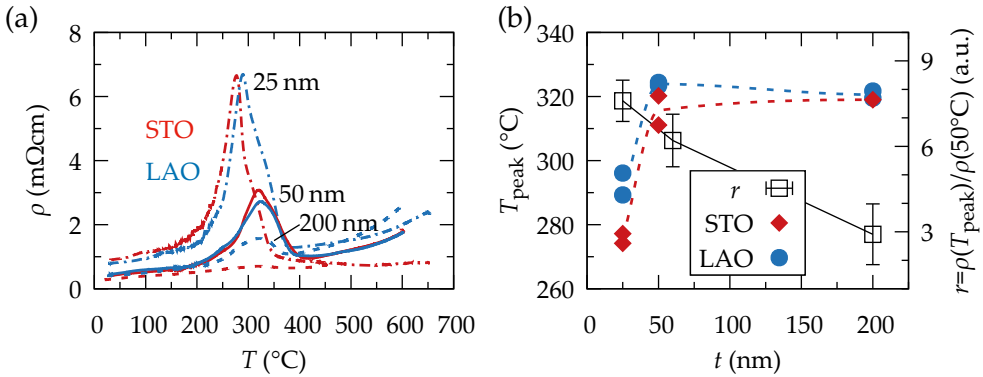 (a)
8
6
4
2
0
ρ (mΩcm)
25 nm
STO
LAO
50 nm
200 nm
0 100 200 300 400 500 600 700
T (°C)
(b)
340
320
300
280
260
T_peak (°C)
r
STO
LAO
9
6
3
r=ρ(T_peak)/ρ(50°C) (a.u.)
0 50 100 150 200
t (nm)